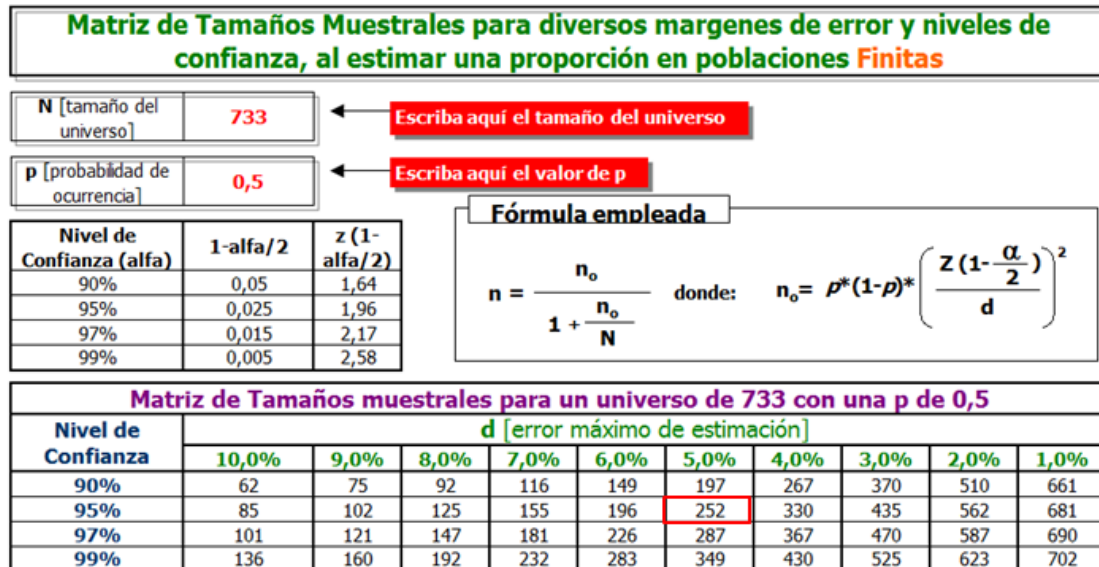 Matriz de Tamaños Muestrales para diversos margenes de error y niveles de
confianza, al estimar una proporción en poblaciones Finitas
N [tamaño del universo] 733 Escriba aquí el tamaño del universo
p [probabilidad de ocurrencia] 0,5 Escriba aquí el valor de p
Nivel de Confianza (alfa) 1-alfa/2 z (1-alfa/2)
90% 0,05 1,64
95% 0,025 1,96
97% 0,015 2,17
99% 0,005 2,58
Fórmula empleada
n = n₀ / (1 + n₀/N) donde: n₀= p*(1-p)* (Z (1-α/2) / d)²
Matriz de Tamaños muestrales para un universo de 733 con una p de 0,5
Nivel de Confianza d [error máximo de estimación]
10,0% 9,0% 8,0% 7,0% 6,0% 5,0% 4,0% 3,0% 2,0% 1,0%
90% 62 75 92 116 149 197 267 370 510 661
95% 85 102 125 155 196 252 330 435 562 681
97% 101 121 147 181 226 287 367 470 587 690
99% 136 160 192 232 283 349 430 525 623 702